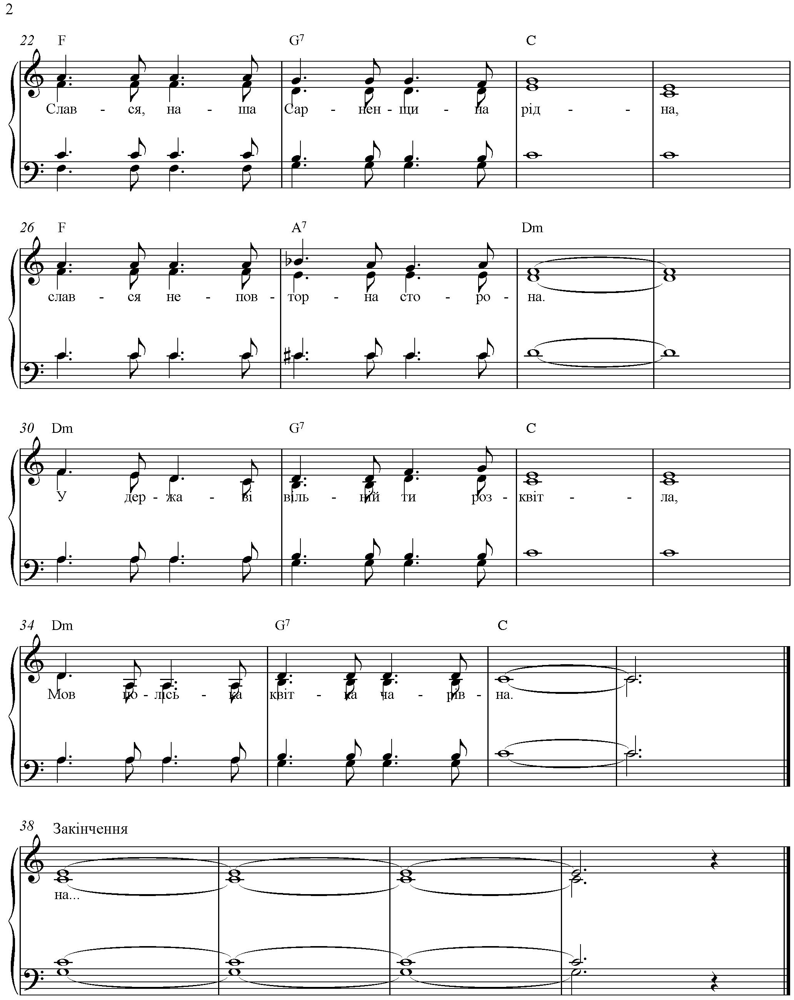 2
22 F G7 C
Слав - ся, на - ша Сар - нен - щи - на рід - - на,
26 F A7 Dm
слав - ся не - пов - тор - на сто - ро - на.
30 Dm G7 C
У дер - жа - ві віль - ній ти роз - квіт - - ла,
34 Dm G7 C
Мов по - лісь - ка квіт - ка ча - рів - на.
38 Закінчення
на...